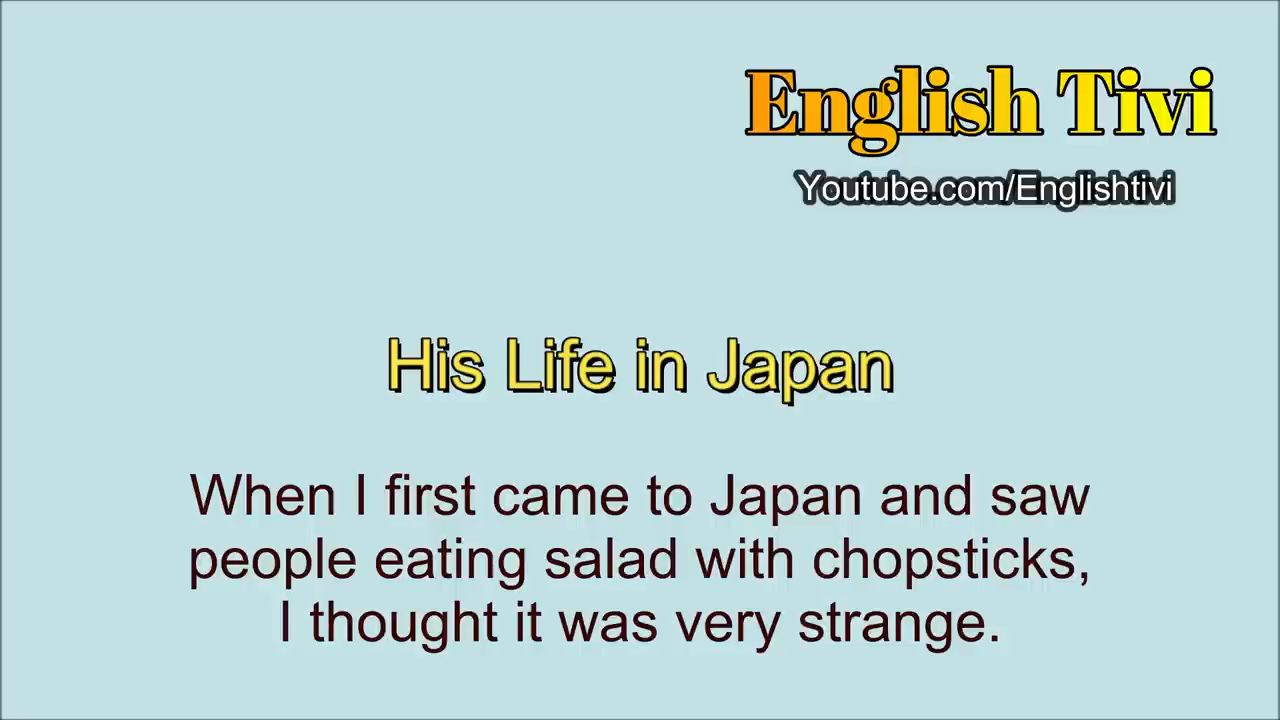 English Tivi
Youtube.com/Englishtivi
His Life in Japan
When I first came to Japan and saw
people eating salad with chopsticks,
I thought it was very strange.